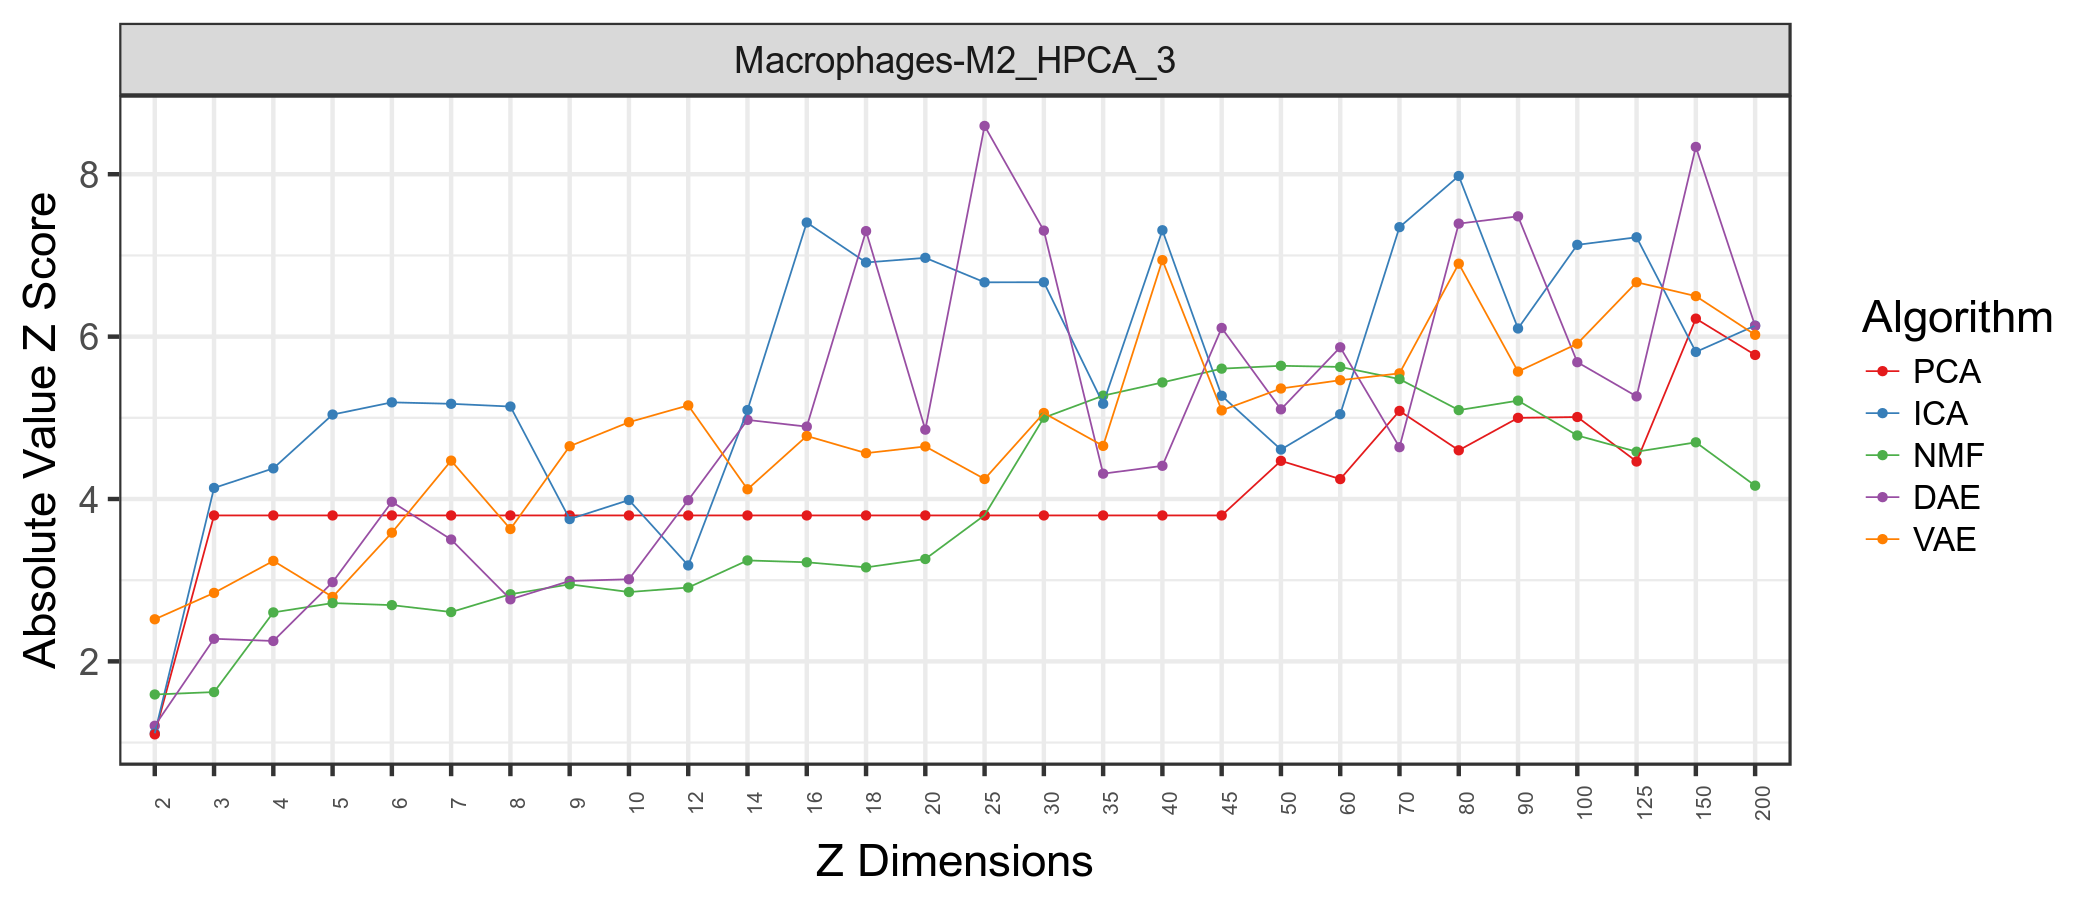 Macrophages-M2_HPCA_3
Absolute Value Z Score
8
6
4
2
2 3 4 5 6 7 8 9 10 12 14 16 18 20 25 30 35 40 45 50 60 70 80 90 100 125 150 200
Z Dimensions
Algorithm
PCA
ICA
NMF
DAE
VAE